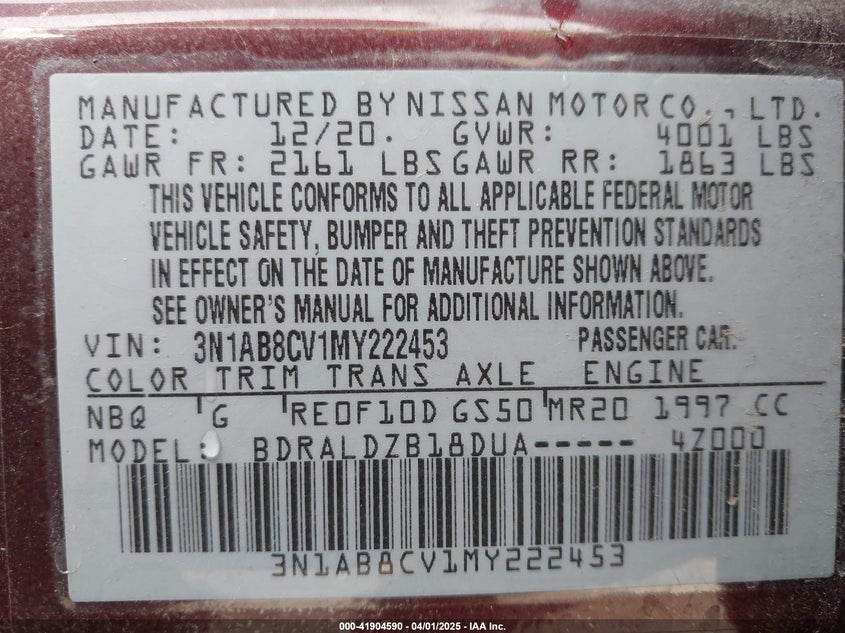 MANUFACTURED BY NISSAN MOTOR CO., LTD.
DATE: 12/20. GVWR: 4001 LBS
GAWR FR: 2161 LBS GAWR RR: 1863 LBS
THIS VEHICLE CONFORMS TO ALL APPLICABLE FEDERAL MOTOR
VEHICLE SAFETY, BUMPER AND THEFT PREVENTION STANDARDS
IN EFFECT ON THE DATE OF MANUFACTURE SHOWN ABOVE.
SEE OWNER'S MANUAL FOR ADDITIONAL INFORMATION.
VIN: 3N1AB8CV1MY222453 PASSENGER CAR.
COLOR TRIM TRANS AXLE ENGINE
NBQ G RE0F10D GS50 MR20 1997 CC
MODEL: BDRALDZB18DUA----- 4Z000
3N1AB8CV1MY222453
000-41904590 - 04/01/2025 - IAA Inc.